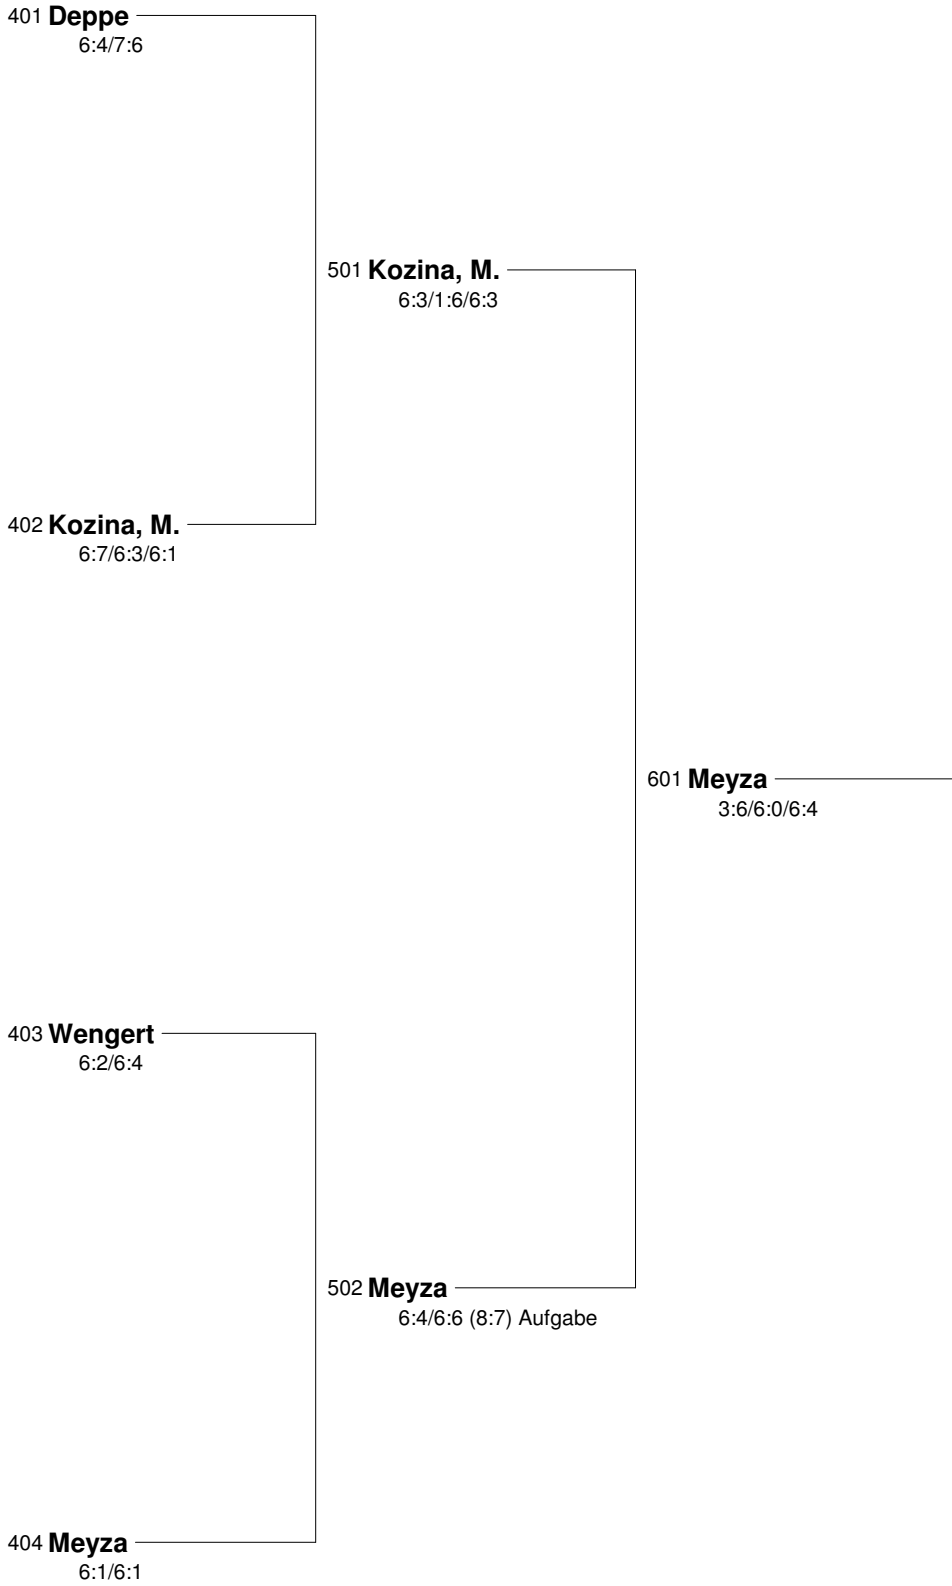 401 Deppe
6:4/7:6
501 Kozina, M.
6:3/1:6/6:3
402 Kozina, M.
6:7/6:3/6:1
601 Meyza
3:6/6:0/6:4
403 Wengert
6:2/6:4
502 Meyza
6:4/6:6 (8:7) Aufgabe
404 Meyza
6:1/6:1